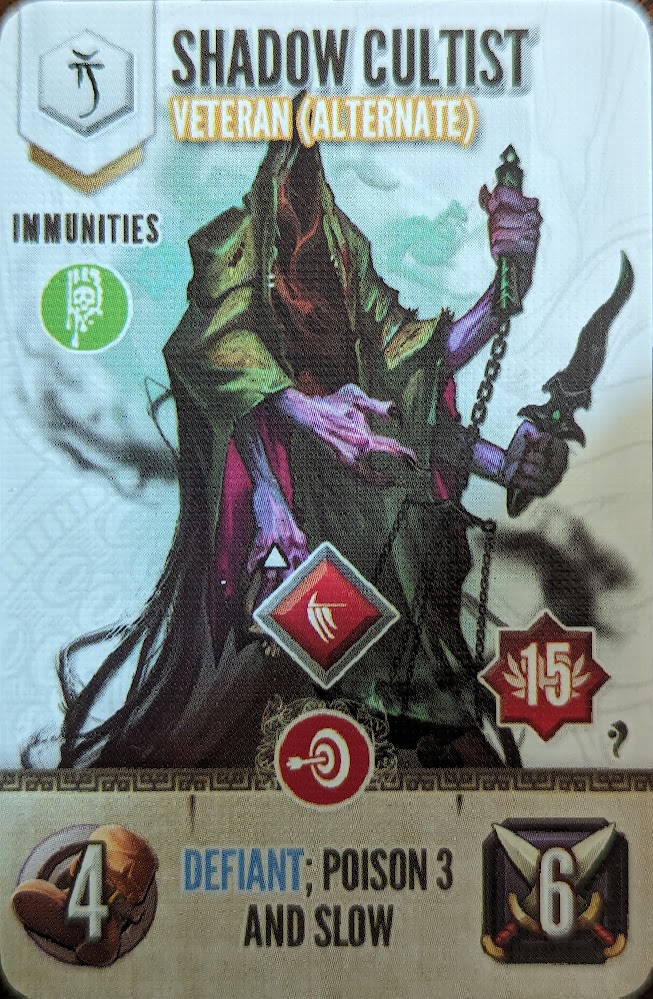 SHADOW CULTIST
VETERAN (ALTERNATE)
IMMUNITIES
15
4
DEFIANT; POISON 3
AND SLOW
6